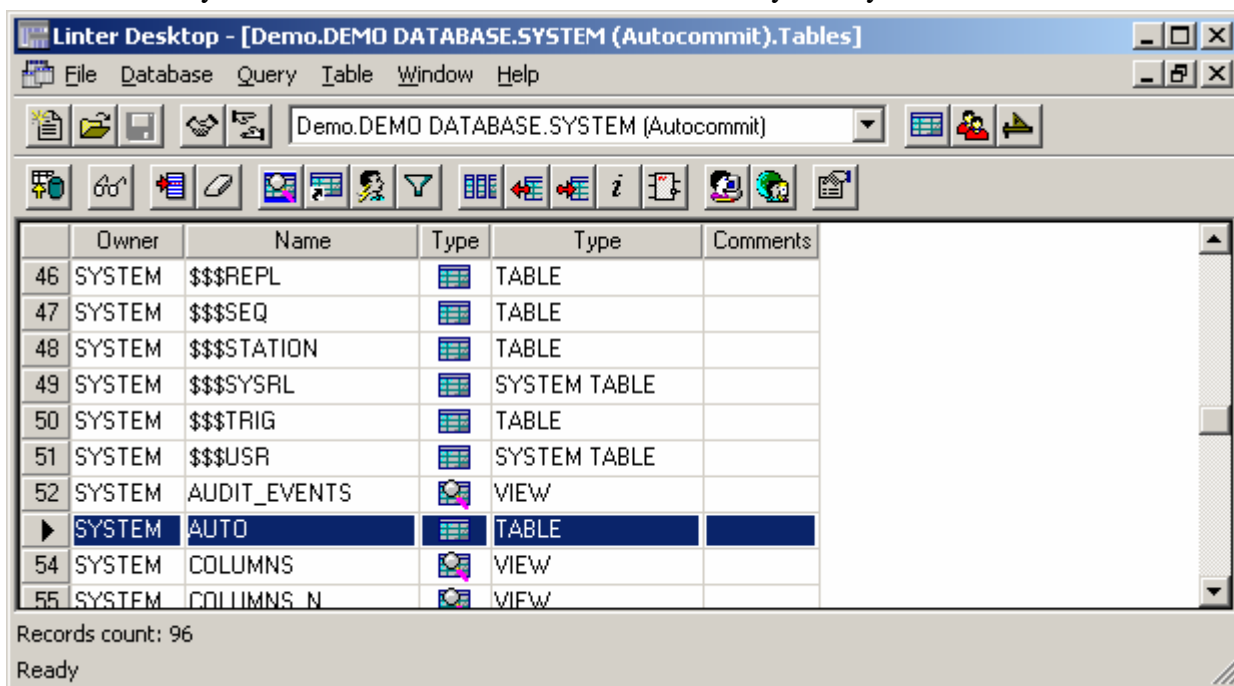 Linter Desktop - [Demo.DEMO DATABASE.SYSTEM (Autocommit).Tables]
File Database Query Table Window Help
Demo.DEMO DATABASE.SYSTEM (Autocommit)
Owner Name Type Type Comments
46 SYSTEM $$$REPL TABLE
47 SYSTEM $$$SEQ TABLE
48 SYSTEM $$$STATION TABLE
49 SYSTEM $$$SYSRL SYSTEM TABLE
50 SYSTEM $$$TRIG TABLE
51 SYSTEM $$$USR SYSTEM TABLE
52 SYSTEM AUDIT_EVENTS VIEW
SYSTEM AUTO TABLE
54 SYSTEM COLUMNS VIEW
55 SYSTEM COLUMNS_N VIEW
Records count: 96
Ready